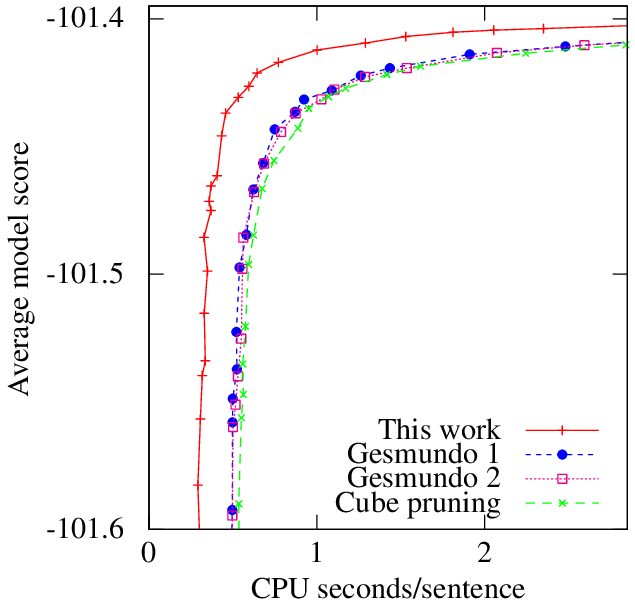 -101.4
-101.5
-101.6
Average model score
This work
Gesmundo 1
Gesmundo 2
Cube pruning
0 1 2
CPU seconds/sentence